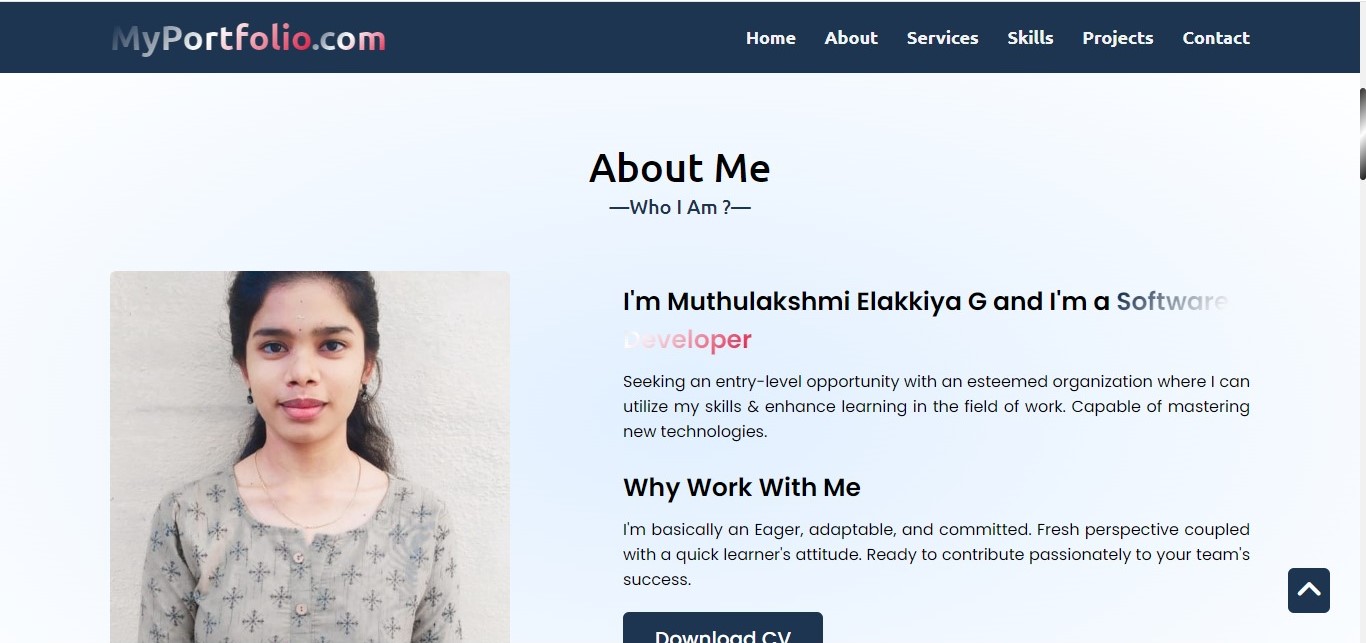 MyPortfolio.com
Home About Services Skills Projects Contact
About Me
—Who I Am ?—
I'm Muthulakshmi Elakkiya G and I'm a Software
Developer
Seeking an entry-level opportunity with an esteemed organization where I can
utilize my skills & enhance learning in the field of work. Capable of mastering
new technologies.
Why Work With Me
I'm basically an Eager, adaptable, and committed. Fresh perspective coupled
with a quick learner's attitude. Ready to contribute passionately to your team's
success.
Download CV